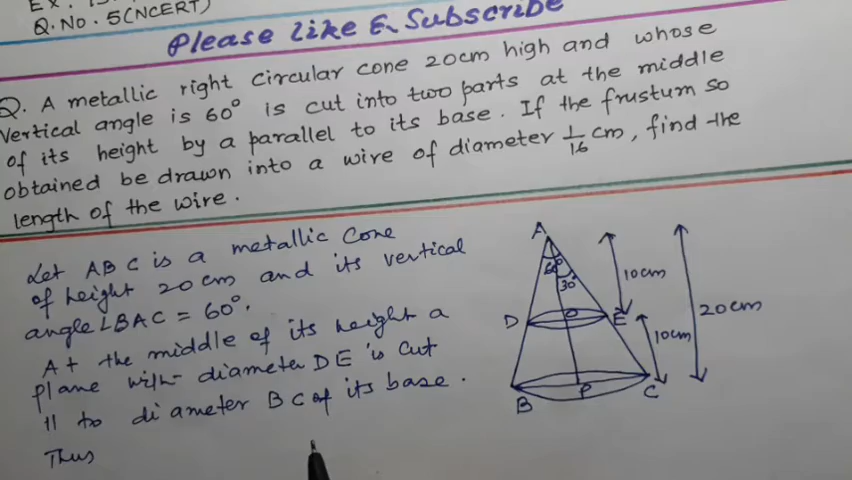 Q. No. 5(NCERT)
Please Like & Subscribe
Q. A metallic right circular cone 20cm high and whose
vertical angle is 60° is cut into two parts at the middle
of its height by a parallel to its base. If the frustum so
obtained be drawn into a wire of diameter 1/16 cm, find the
length of the wire.
Let ABC is a metallic Cone
of height 20 cm and its vertical
angle ∠BAC = 60°.
At the middle of its height a
plane with diameter DE is cut
|| to diameter BC of its base.
Thus
A
60°
30°
10cm
D
O
E
20cm
10cm
B
P
C